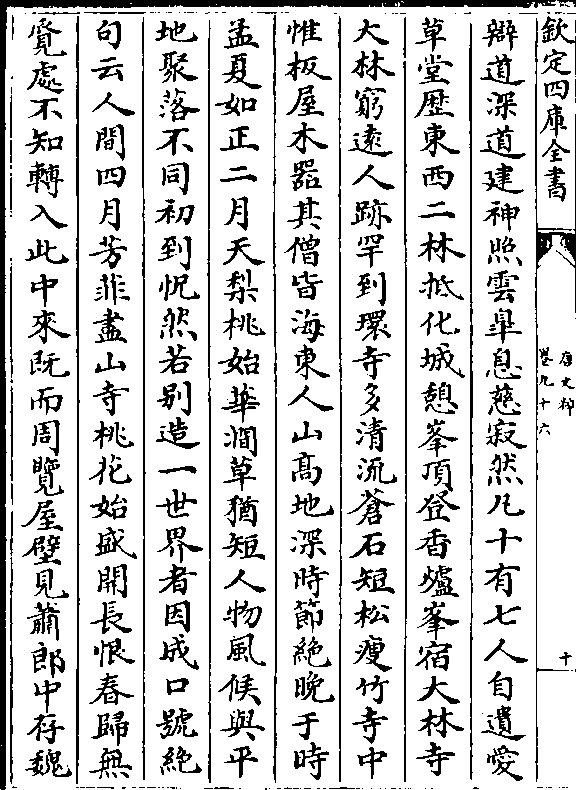 欽定四庫全書
唐文粹
卷九十六
十
辯道深道建神照雲臯息慈寂然凡十有七人自遺愛
草堂歴東西二林抵化城憩峯頂登香爐峯宿大林寺
大林窮逺人跡罕到環寺多清流蒼石短松瘦竹寺中
惟板屋木器其僧皆海東人山髙地深時節絶晚于時
孟夏如正二月天梨桃始華澗草猶短人物風候與平
地聚落不同初到怳然若别造一世界者因成口號絶
句云人間四月芳菲盡山寺桃花始盛開長恨春歸無
覓處不知轉入此中來既而周覽屋壁見蕭郎中存魏